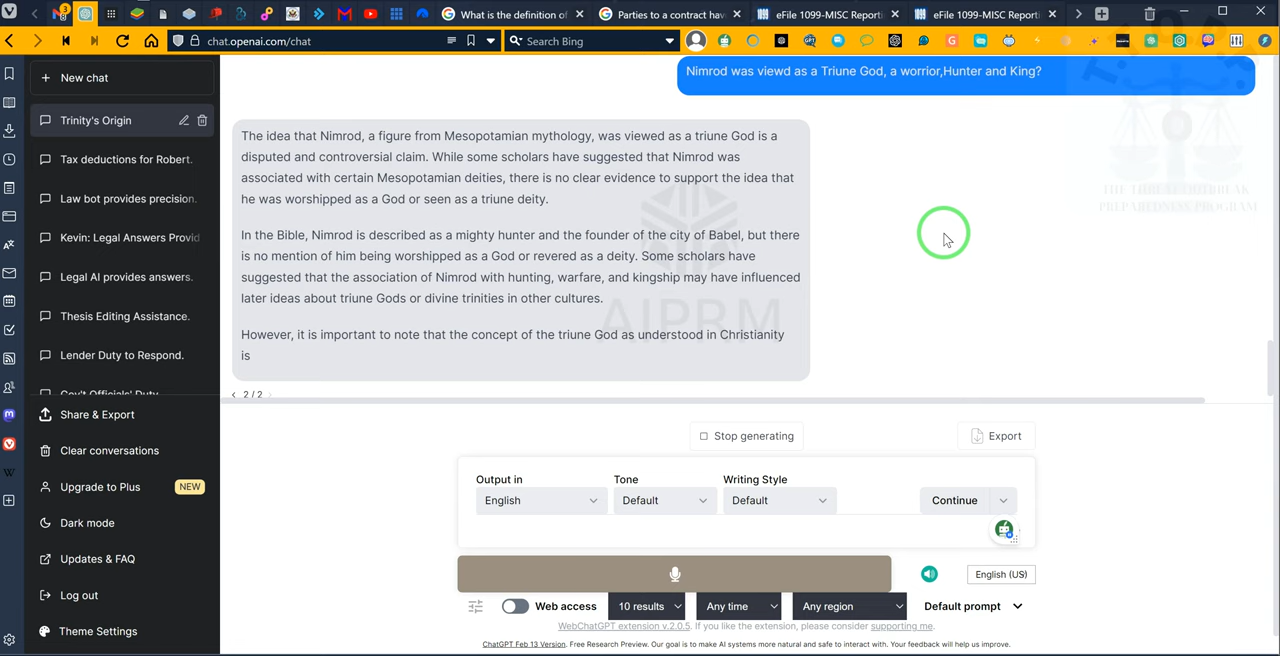 What is the definition of
Parties to a contract hav
eFile 1099-MISC Reporti
eFile 1099-MISC Reporti
chat.openai.com/chat
Search Bing
New chat
Trinity's Origin
Tax deductions for Robert.
Law bot provides precision.
Kevin: Legal Answers Provid
Legal AI provides answers.
Thesis Editing Assistance.
Lender Duty to Respond.
Gov't Officials' Duty
Share & Export
Clear conversations
Upgrade to Plus
NEW
Dark mode
Updates & FAQ
Log out
Theme Settings
Nimrod was viewd as a Triune God, a worrior,Hunter and King?
The idea that Nimrod, a figure from Mesopotamian mythology, was viewed as a triune God is a
disputed and controversial claim. While some scholars have suggested that Nimrod was
associated with certain Mesopotamian deities, there is no clear evidence to support the idea that
he was worshipped as a God or seen as a triune deity.
In the Bible, Nimrod is described as a mighty hunter and the founder of the city of Babel, but there
is no mention of him being worshipped as a God or revered as a deity. Some scholars have
suggested that the association of Nimrod with hunting, warfare, and kingship may have influenced
later ideas about triune Gods or divine trinities in other cultures.
However, it is important to note that the concept of the triune God as understood in Christianity
is
AIPRM
2 / 2
PREPAREDNESS PROGRAM
Stop generating
Export
Output in
Tone
Writing Style
English
Default
Default
Continue
English (US)
Web access
10 results
Any time
Any region
Default prompt
WebChatGPT extension v.2.0.5. If you like the extension, please consider supporting me.
ChatGPT Feb 13 Version. Free Research Preview. Our goal is to make AI systems more natural and safe to interact with. Your feedback will help us improve.